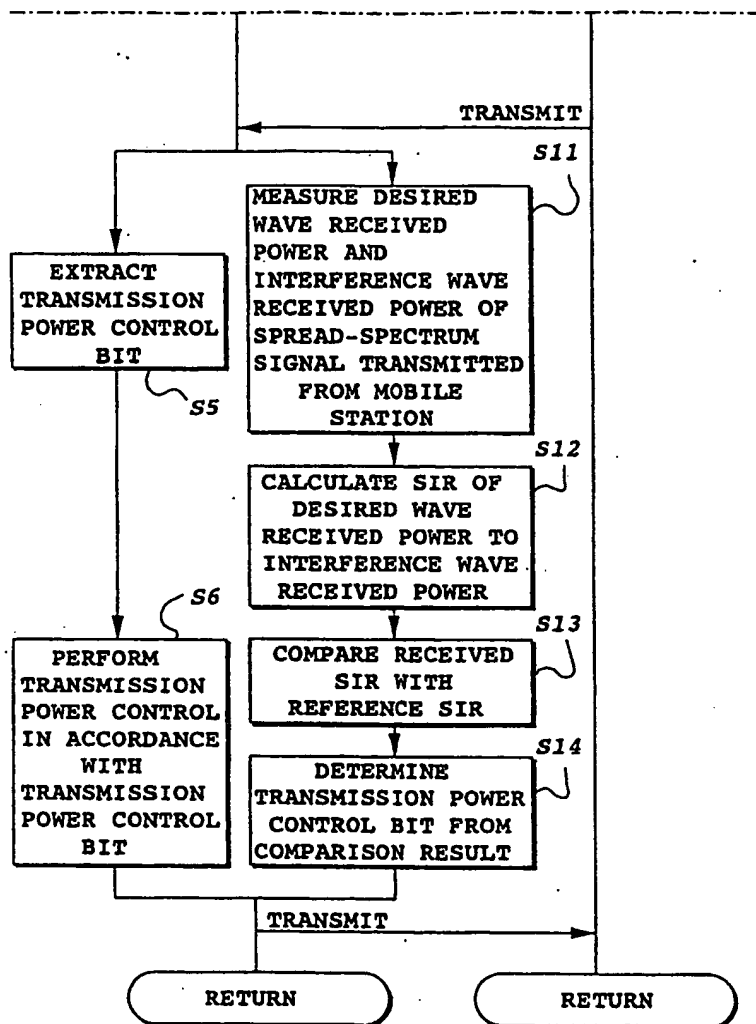 TRANSMIT
S11
MEASURE DESIRED
WAVE RECEIVED
POWER AND
INTERFERENCE WAVE
RECEIVED POWER OF
SPREAD-SPECTRUM
SIGNAL TRANSMITTED
FROM MOBILE
STATION
EXTRACT
TRANSMISSION
POWER CONTROL
BIT
S5
S12
CALCULATE SIR OF
DESIRED WAVE
RECEIVED POWER TO
INTERFERENCE WAVE
RECEIVED POWER
S6
PERFORM
TRANSMISSION
POWER CONTROL
IN ACCORDANCE
WITH
TRANSMISSION
POWER CONTROL
BIT
S13
COMPARE RECEIVED
SIR WITH
REFERENCE SIR
S14
DETERMINE
TRANSMISSION POWER
CONTROL BIT FROM
COMPARISON RESULT
TRANSMIT
RETURN
RETURN